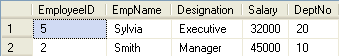 EmployeeID EmpName Designation Salary DeptNo
1 5 Sylvia Executive 32000 20
2 2 Smith Manager 45000 10